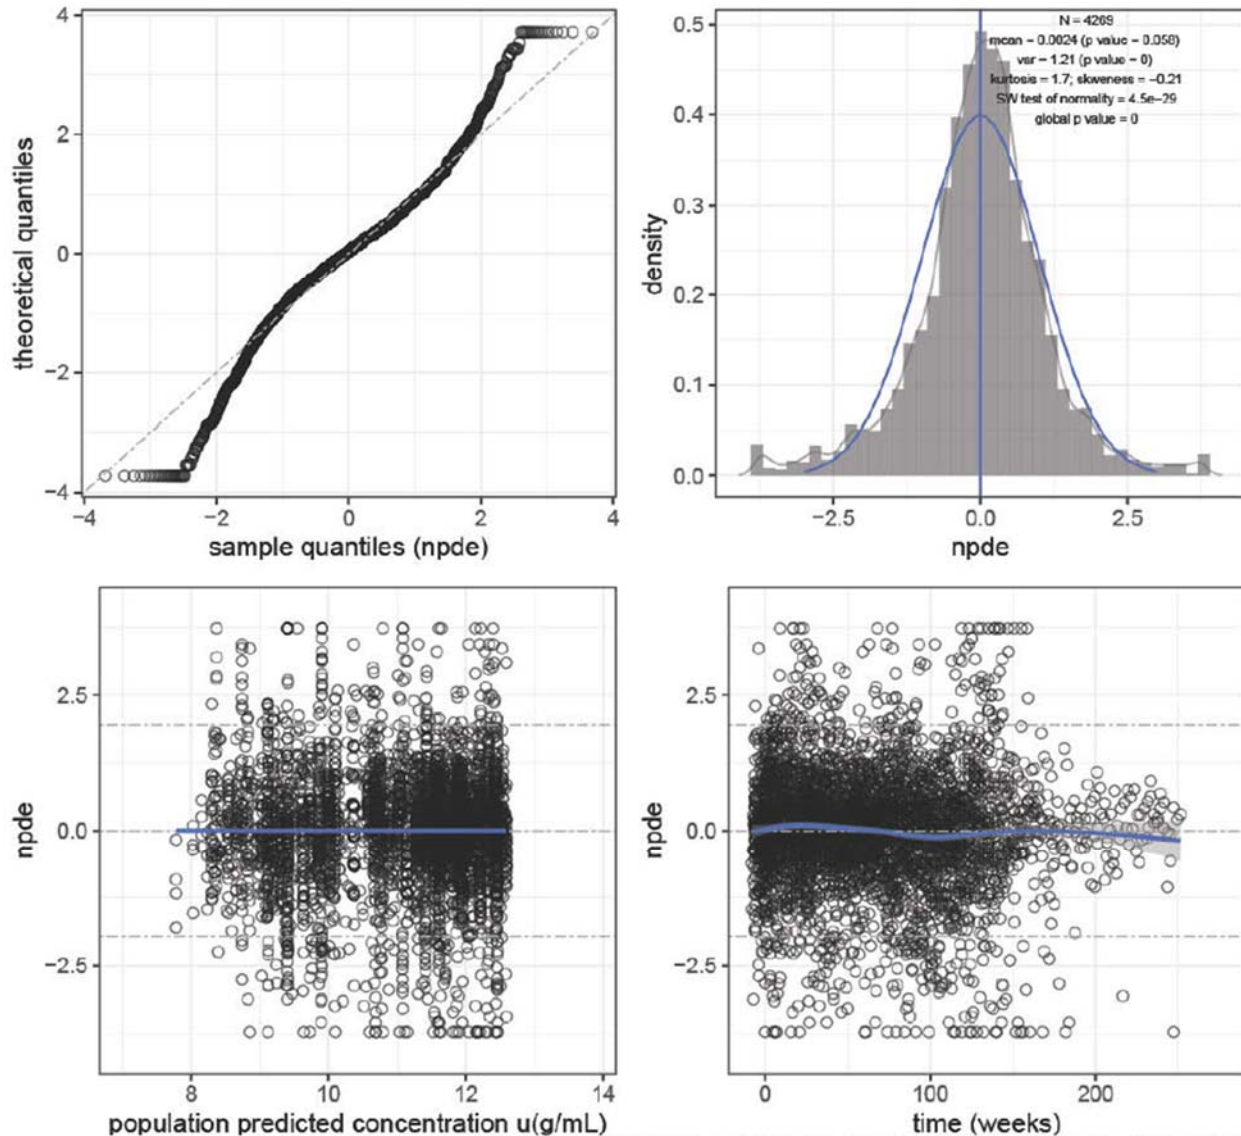 4
2
0
−2
−4
theoretical quantiles
−4 −2 0 2 4
sample quantiles (npde)
0.5
0.4
0.3
0.2
0.1
0.0
density
N = 4269
mean − 0.0024 (p value − 0.058)
var − 1.21 (p value − 0)
kurtosis = 1.7; skewness = −0.21
SW test of normality = 4.5e−29
global p value = 0
−2.5 0.0 2.5
npde
2.5
0.0
−2.5
npde
8 10 12 14
population predicted concentration u(g/mL)
2.5
0.0
−2.5
npde
0 100 200
time (weeks)